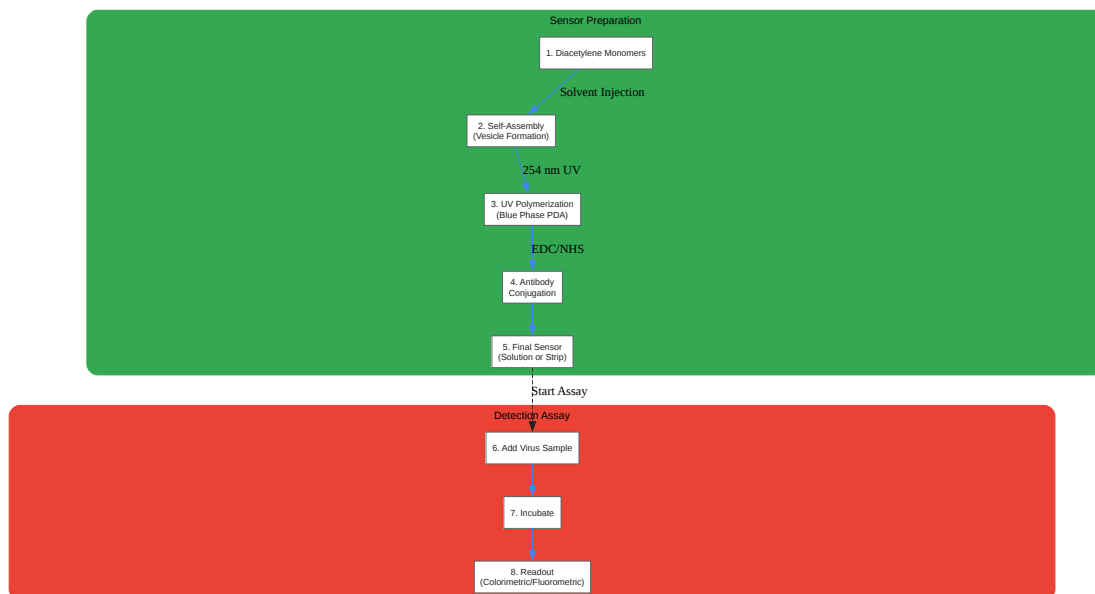 Sensor Preparation
1. Diacetylene Monomers
Solvent Injection
2. Self-Assembly
(Vesicle Formation)
254 nm UV
3. UV Polymerization
(Blue Phase PDA)
EDC/NHS
4. Antibody
Conjugation
5. Final Sensor
(Solution or Strip)
Start Assay
Detection Assay
6. Add Virus Sample
7. Incubate
8. Readout
(Colorimetric/Fluorometric)